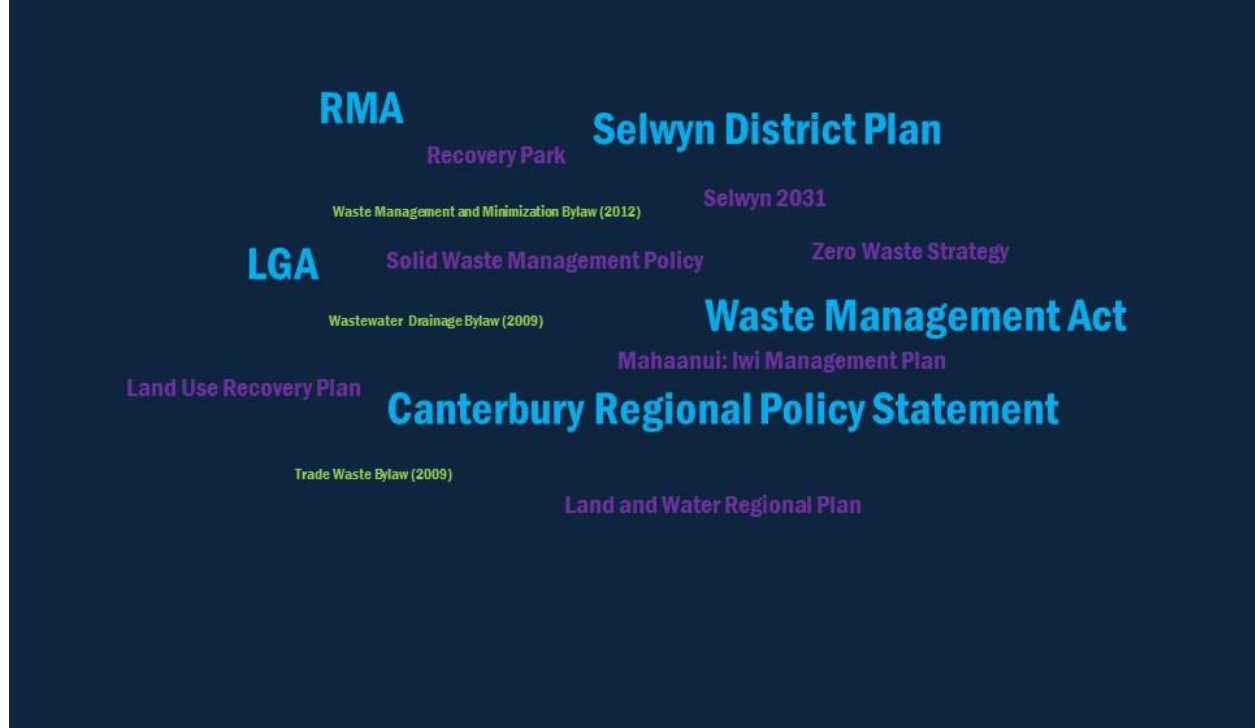 RMA
Selwyn District Plan
Recovery Park
Selwyn 2031
Waste Management and Minimization Bylaw (2012)
Zero Waste Strategy
LGA
Solid Waste Management Policy
Waste Management Act
Wastewater Drainage Bylaw (2009)
Mahaanui: Iwi Management Plan
Land Use Recovery Plan
Canterbury Regional Policy Statement
Trade Waste Bylaw (2009)
Land and Water Regional Plan